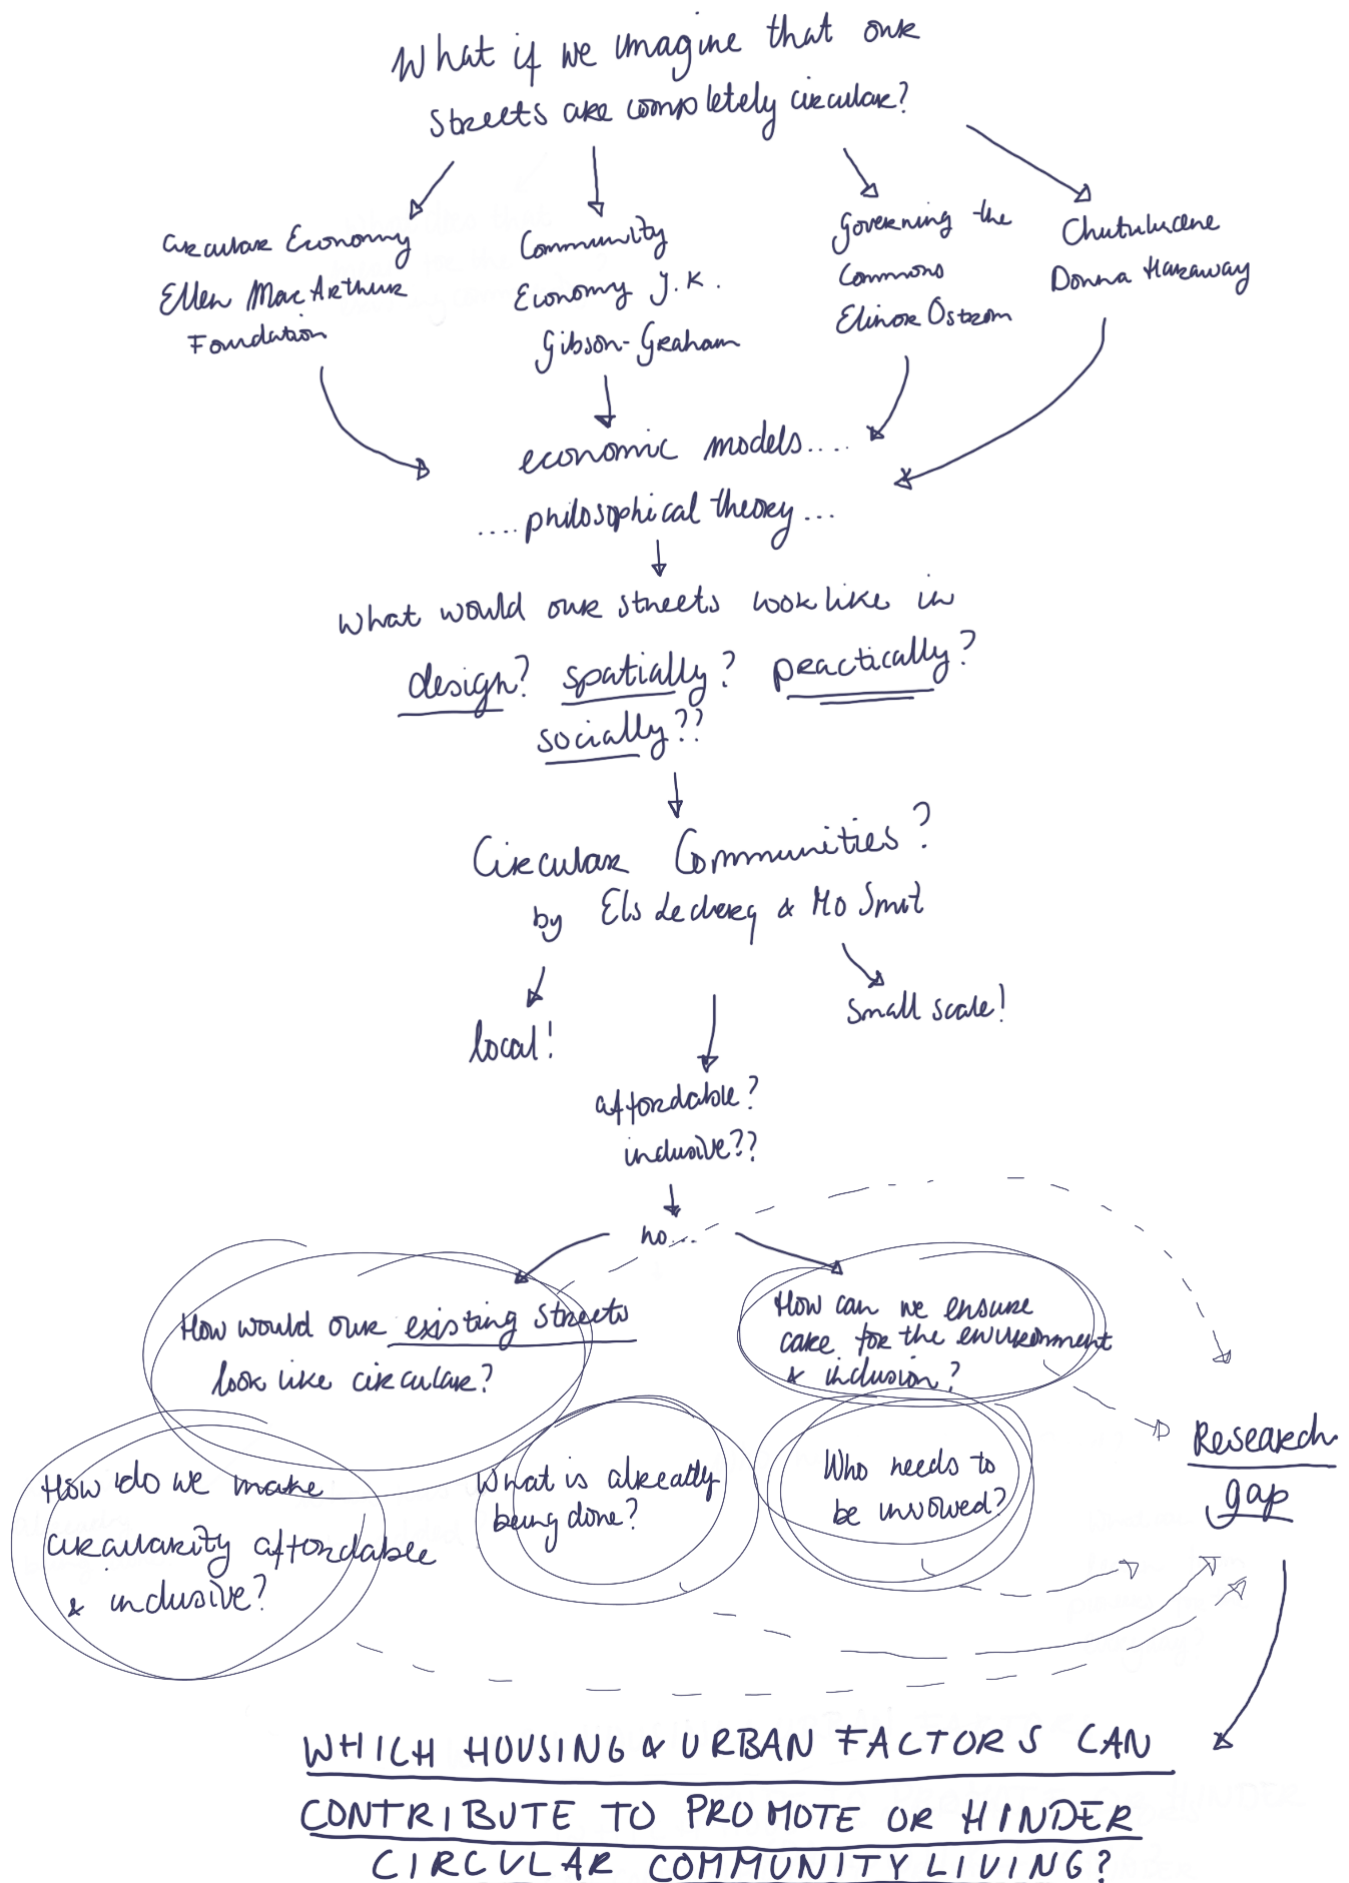 What if we imagine that our
streets are completely circular?
Circular Economy
Ellen MacArthur
Foundation
Community
Economy J.K.
Gibson-Graham
Governing the
Commons
Elinor Ostrom
Chutulucene
Donna Haraway
economic models....
....philosophical theory...
What would our streets look like in
design? spatially? practically?
socially??
Circular Communities?
by Els Leclercq & Mo Smit
local!
small scale!
affordable?
inclusive??
no...
How would our existing streets
look like circular?
How can we ensure
care for the environment
& inclusion?
How do we make
circularity affordable
& inclusive?
What is already
being done?
Who needs to
be involved?
Research
gap
WHICH HOUSING & URBAN FACTORS CAN
CONTRIBUTE TO PROMOTE OR HINDER
CIRCULAR COMMUNITY LIVING?